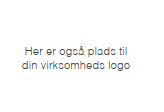 Her er også plads til
din virksomheds logo